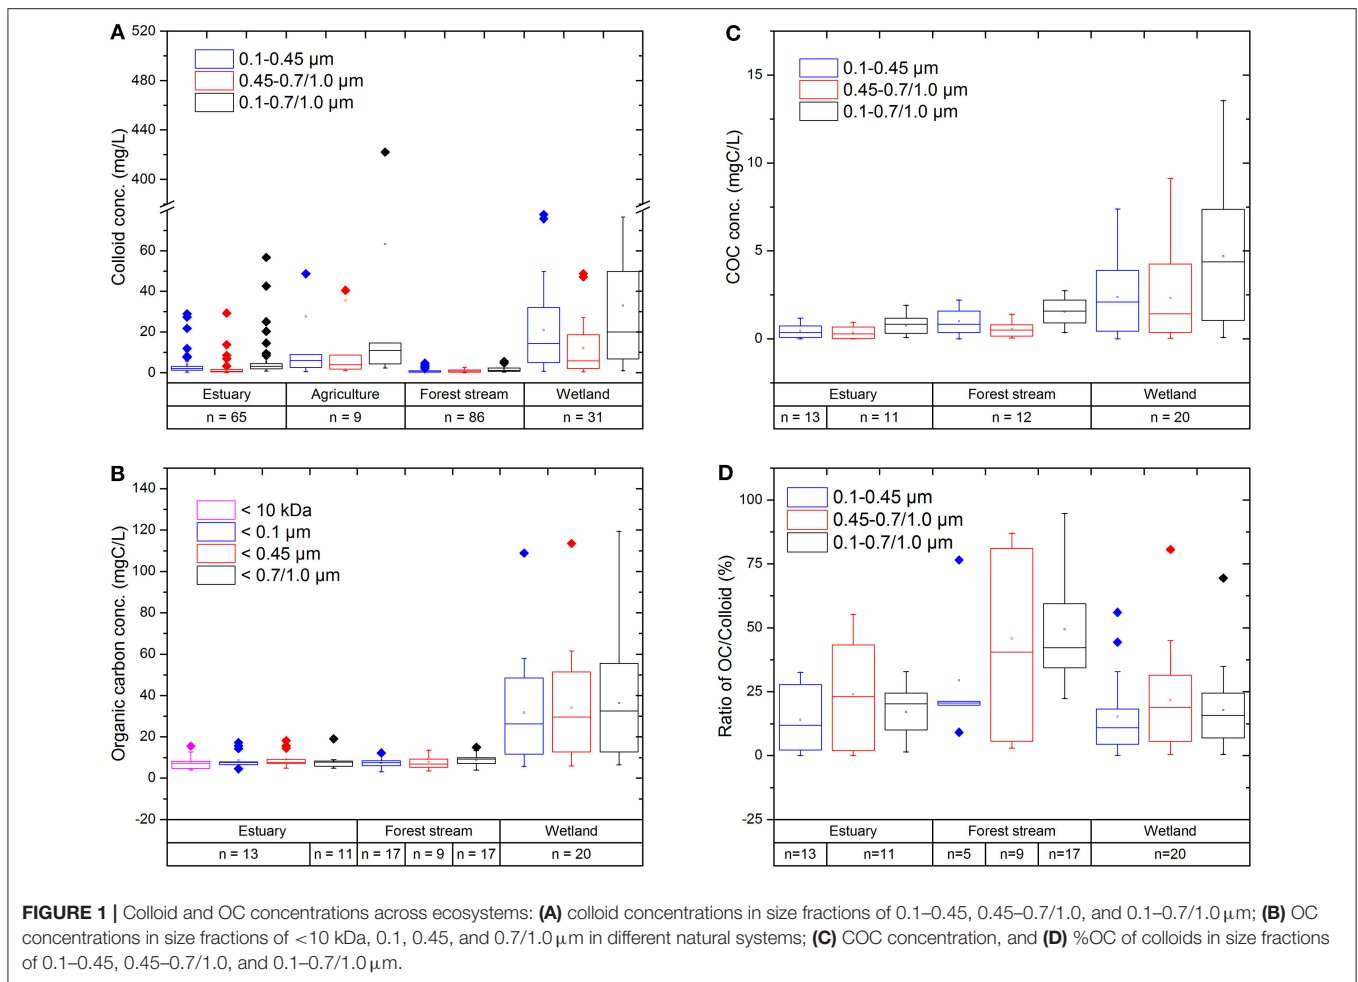 A
520
480
440
400
60
40
20
0
Colloid conc. (mg/L)
0.1-0.45 µm
0.45-0.7/1.0 µm
0.1-0.7/1.0 µm
Estuary Agriculture Forest stream Wetland
n = 65 n = 9 n = 86 n = 31
C
15
10
5
0
COC conc. (mgC/L)
0.1-0.45 µm
0.45-0.7/1.0 µm
0.1-0.7/1.0 µm
Estuary Forest stream Wetland
n = 13 n = 11 n = 12 n = 20
B
140
120
100
80
60
40
20
0
-20
Organic carbon conc. (mgC/L)
< 10 kDa
< 0.1 µm
< 0.45 µm
< 0.7/1.0 µm
Estuary Forest stream Wetland
n = 13 n = 11 n = 17 n = 9 n = 17 n = 20
D
100
75
50
25
0
-25
Ratio of OC/Colloid (%)
0.1-0.45 µm
0.45-0.7/1.0 µm
0.1-0.7/1.0 µm
Estuary Forest stream Wetland
n=13 n=11 n=5 n=9 n=17 n=20
FIGURE 1 | Colloid and OC concentrations across ecosystems: (A) colloid concentrations in size fractions of 0.1–0.45, 0.45–0.7/1.0, and 0.1–0.7/1.0 µm; (B) OC
concentrations in size fractions of <10 kDa, 0.1, 0.45, and 0.7/1.0 µm in different natural systems; (C) COC concentration, and (D) %OC of colloids in size fractions
of 0.1–0.45, 0.45–0.7/1.0, and 0.1–0.7/1.0 µm.